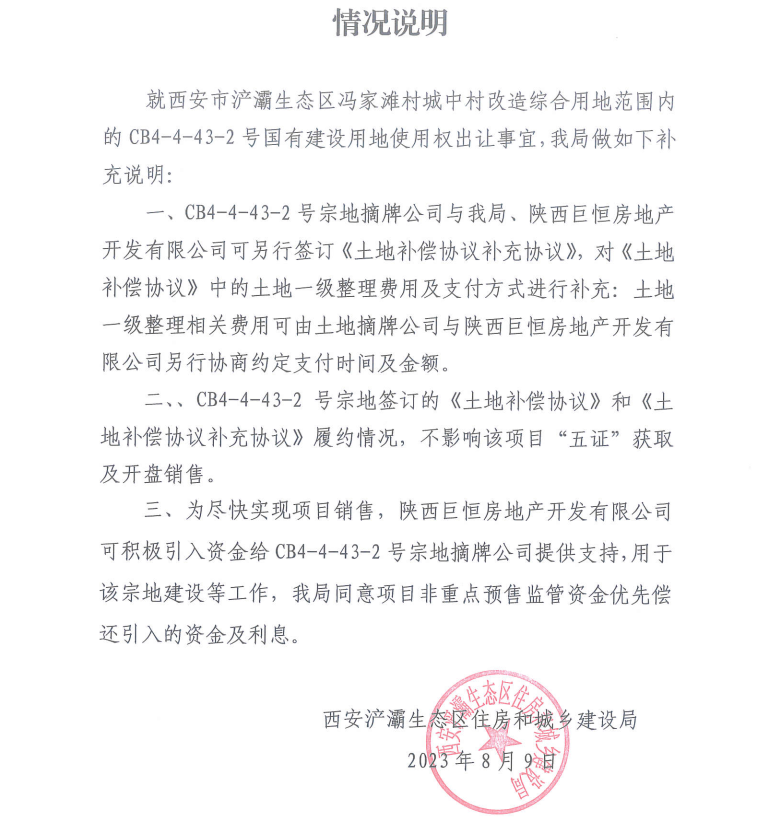 情况说明
就西安市浐灞生态区冯家滩村城中村改造综合用地范围内
的CB4-4-43-2号国有建设用地使用权出让事宜,我局做如下补
充说明:
一、CB4-4-43-2号宗地摘牌公司与我局、陕西巨恒房地产
开发有限公司可另行签订《土地补偿协议补充协议》,对《土地
补偿协议》中的土地一级整理费用及支付方式进行补充:土地
一级整理相关费用可由土地摘牌公司与陕西巨恒房地产开发有
限公司另行协商约定支付时间及金额。
二、、CB4-4-43-2 号宗地签订的《土地补偿协议》和《土
地补偿协议补充协议》履约情况,不影响该项目“五证”获取
及开盘销售。
三、为尽快实现项目销售,陕西巨恒房地产开发有限公司
可积极引入资金给CB4-4-43-2号宗地摘牌公司提供支持,用于
该宗地建设等工作,我局同意项目非重点预售监管资金优先偿
还引入的资金及利息。
西安浐灞生态区住房和城乡建设局
2023年8月9日
西安浐灞生态区住房和城乡建设局